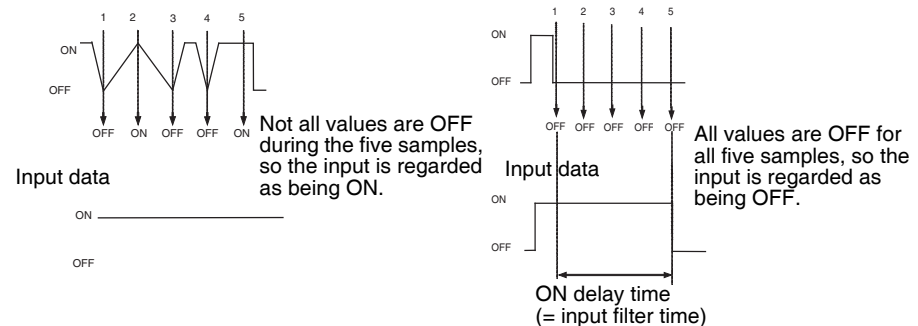 1 2 3 4 5
ON
OFF
OFF ON OFF OFF ON
Not all values are OFF
during the five samples,
so the input is regarded
as being ON.
Input data
ON
OFF
1 2 3 4 5
ON
OFF
OFF OFF OFF OFF OFF
All values are OFF for
all five samples, so the
input is regarded as
being OFF.
Input data
ON
OFF
ON delay time
(= input filter time)